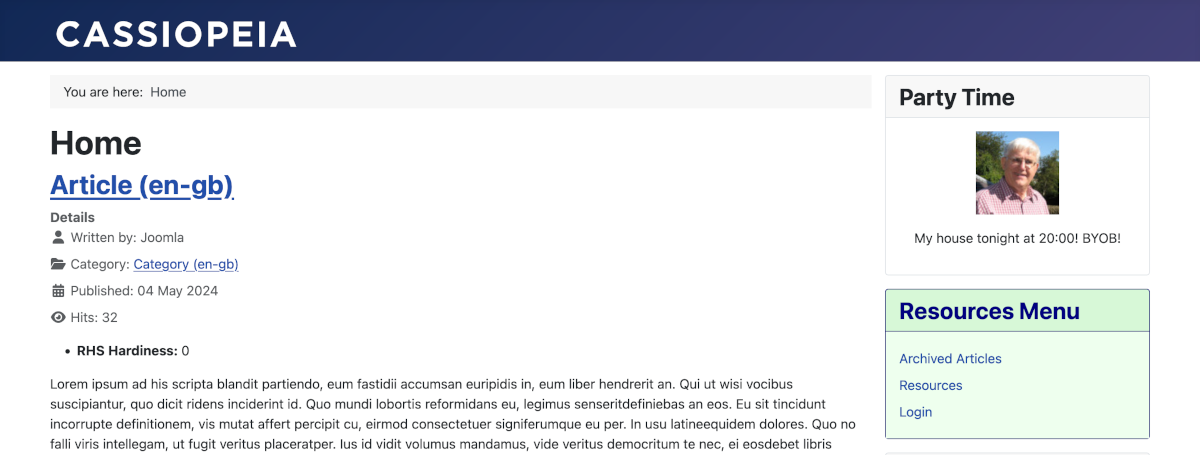 CASSIOPEIA
You are here: Home
Home
Article (en-gb)
Details
Written by: Joomla
Category: Category (en-gb)
Published: 04 May 2024
Hits: 32
• RHS Hardiness: 0
Lorem ipsum ad his scripta blandit partiendo, eum fastidii accumsan euripidis in, eum liber hendrerit an. Qui ut wisi vocibus
suscipiantur, quo dicit ridens inciderint id. Quo mundi lobortis reformidans eu, legimus senseritdefiniebas an eos. Eu sit tincidunt
incorrupte definitionem, vis mutat affert percipit cu, eirmod consectetuer signiferumque eu per. In usu latineequidem dolores. Quo no
falli viris intellegam, ut fugit veritus placeratper. Ius id vidit volumus mandamus, vide veritus democritum te nec, ei eosdebet libris
Party Time
My house tonight at 20:00! BYOB!
Resources Menu
Archived Articles
Resources
Login